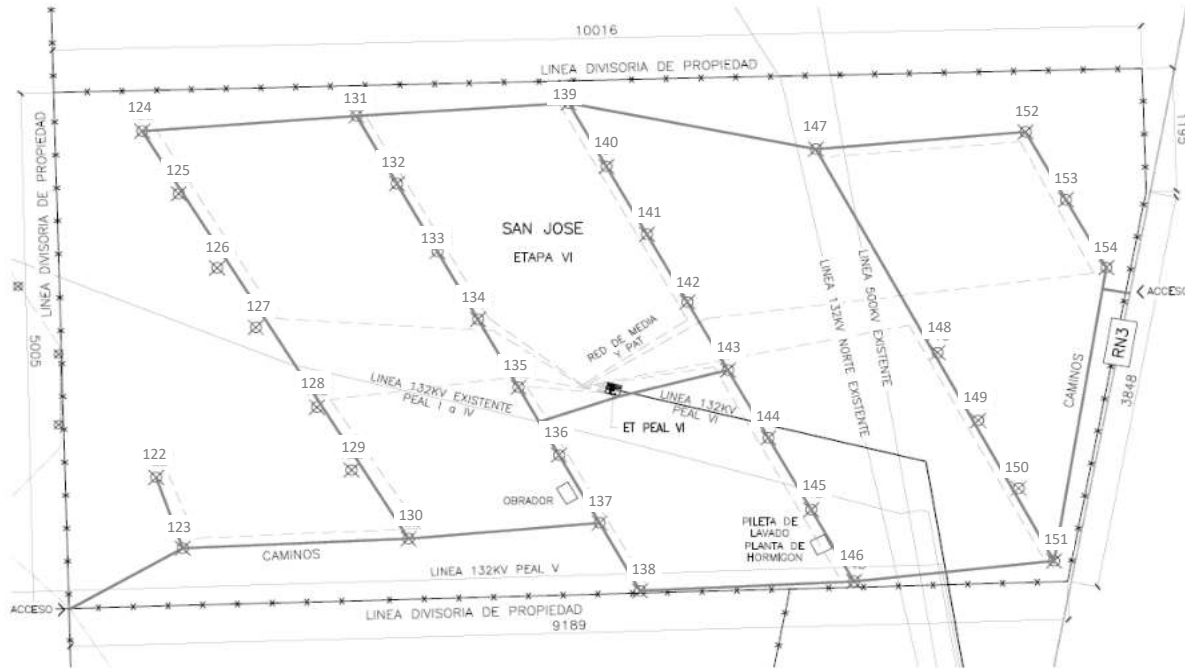 10016
LINEA DIVISORIA DE PROPIEDAD
1195
139
131
124
152
147
140
132
125
153
LINEA DIVISORIA DE PROPIEDAD
141
SAN JOSE
ETAPA VI
133
126
154
142
134
127
ACCESO
RN3
LINEA 132KV NORTE EXISTENTE
LINEA 500KV EXISTENTE
RED DE MEDIA
Y PAT
5005
148
143
135
CAMINOS
3848
LINEA 132KV EXISTENTE
PEAL I a IV
128
LINEA 132KV
PEAL VI
ET PEAL VI
149
144
136
129
122
150
145
137
OBRADOR
123
130
PILETA DE
LAVADO
PLANTA DE
HORMIGON
151
CAMINOS
LINEA 132KV PEAL V
138
146
ACCESO
LINEA DIVISORIA DE PROPIEDAD
9189